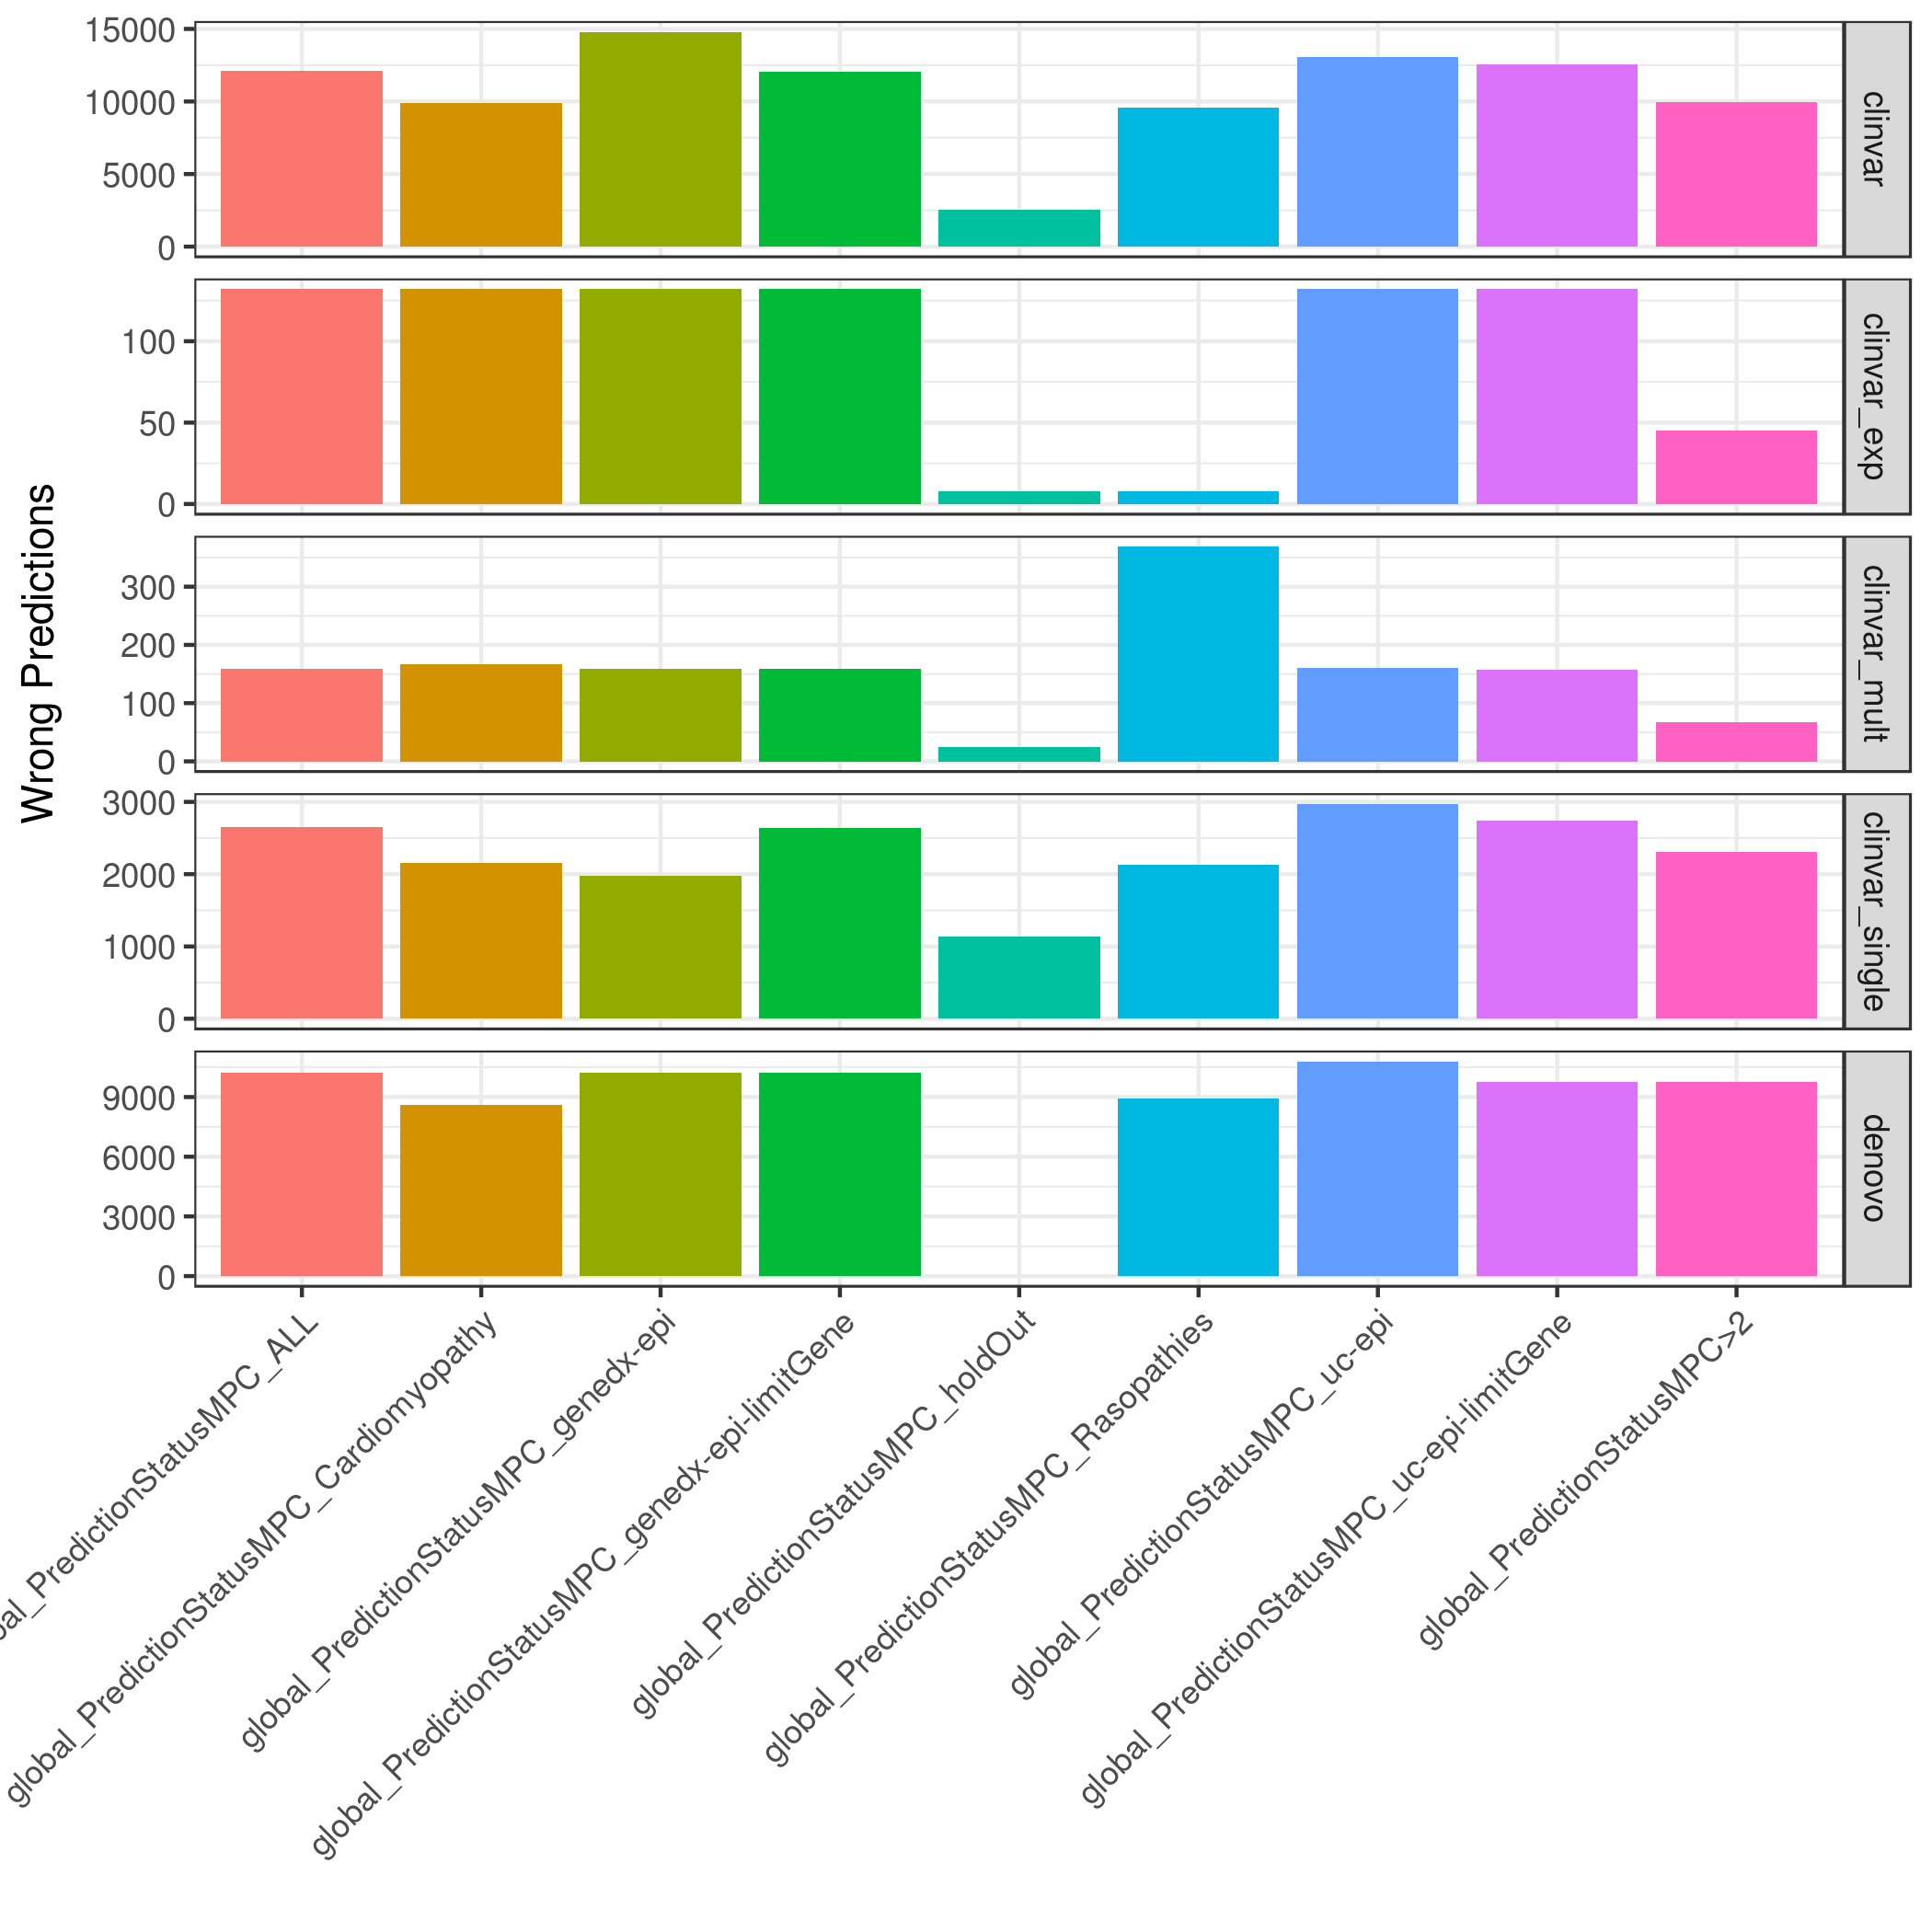 Wrong Predictions
15000
10000
5000
0
clinvar
100
50
0
clinvar_exp
300
200
100
0
clinvar_mult
3000
2000
1000
0
clinvar_single
9000
6000
3000
0
denovo
bal_PredictionStatusMPC_ALL
global_PredictionStatusMPC_Cardiomyopathy
global_PredictionStatusMPC_genedx-epi
global_PredictionStatusMPC_genedx-epi-limitGene
global_PredictionStatusMPC_holdOut
global_PredictionStatusMPC_Rasopathies
global_PredictionStatusMPC_uc-epi
global_PredictionStatusMPC_uc-epi-limitGene
global_PredictionStatusMPC>2